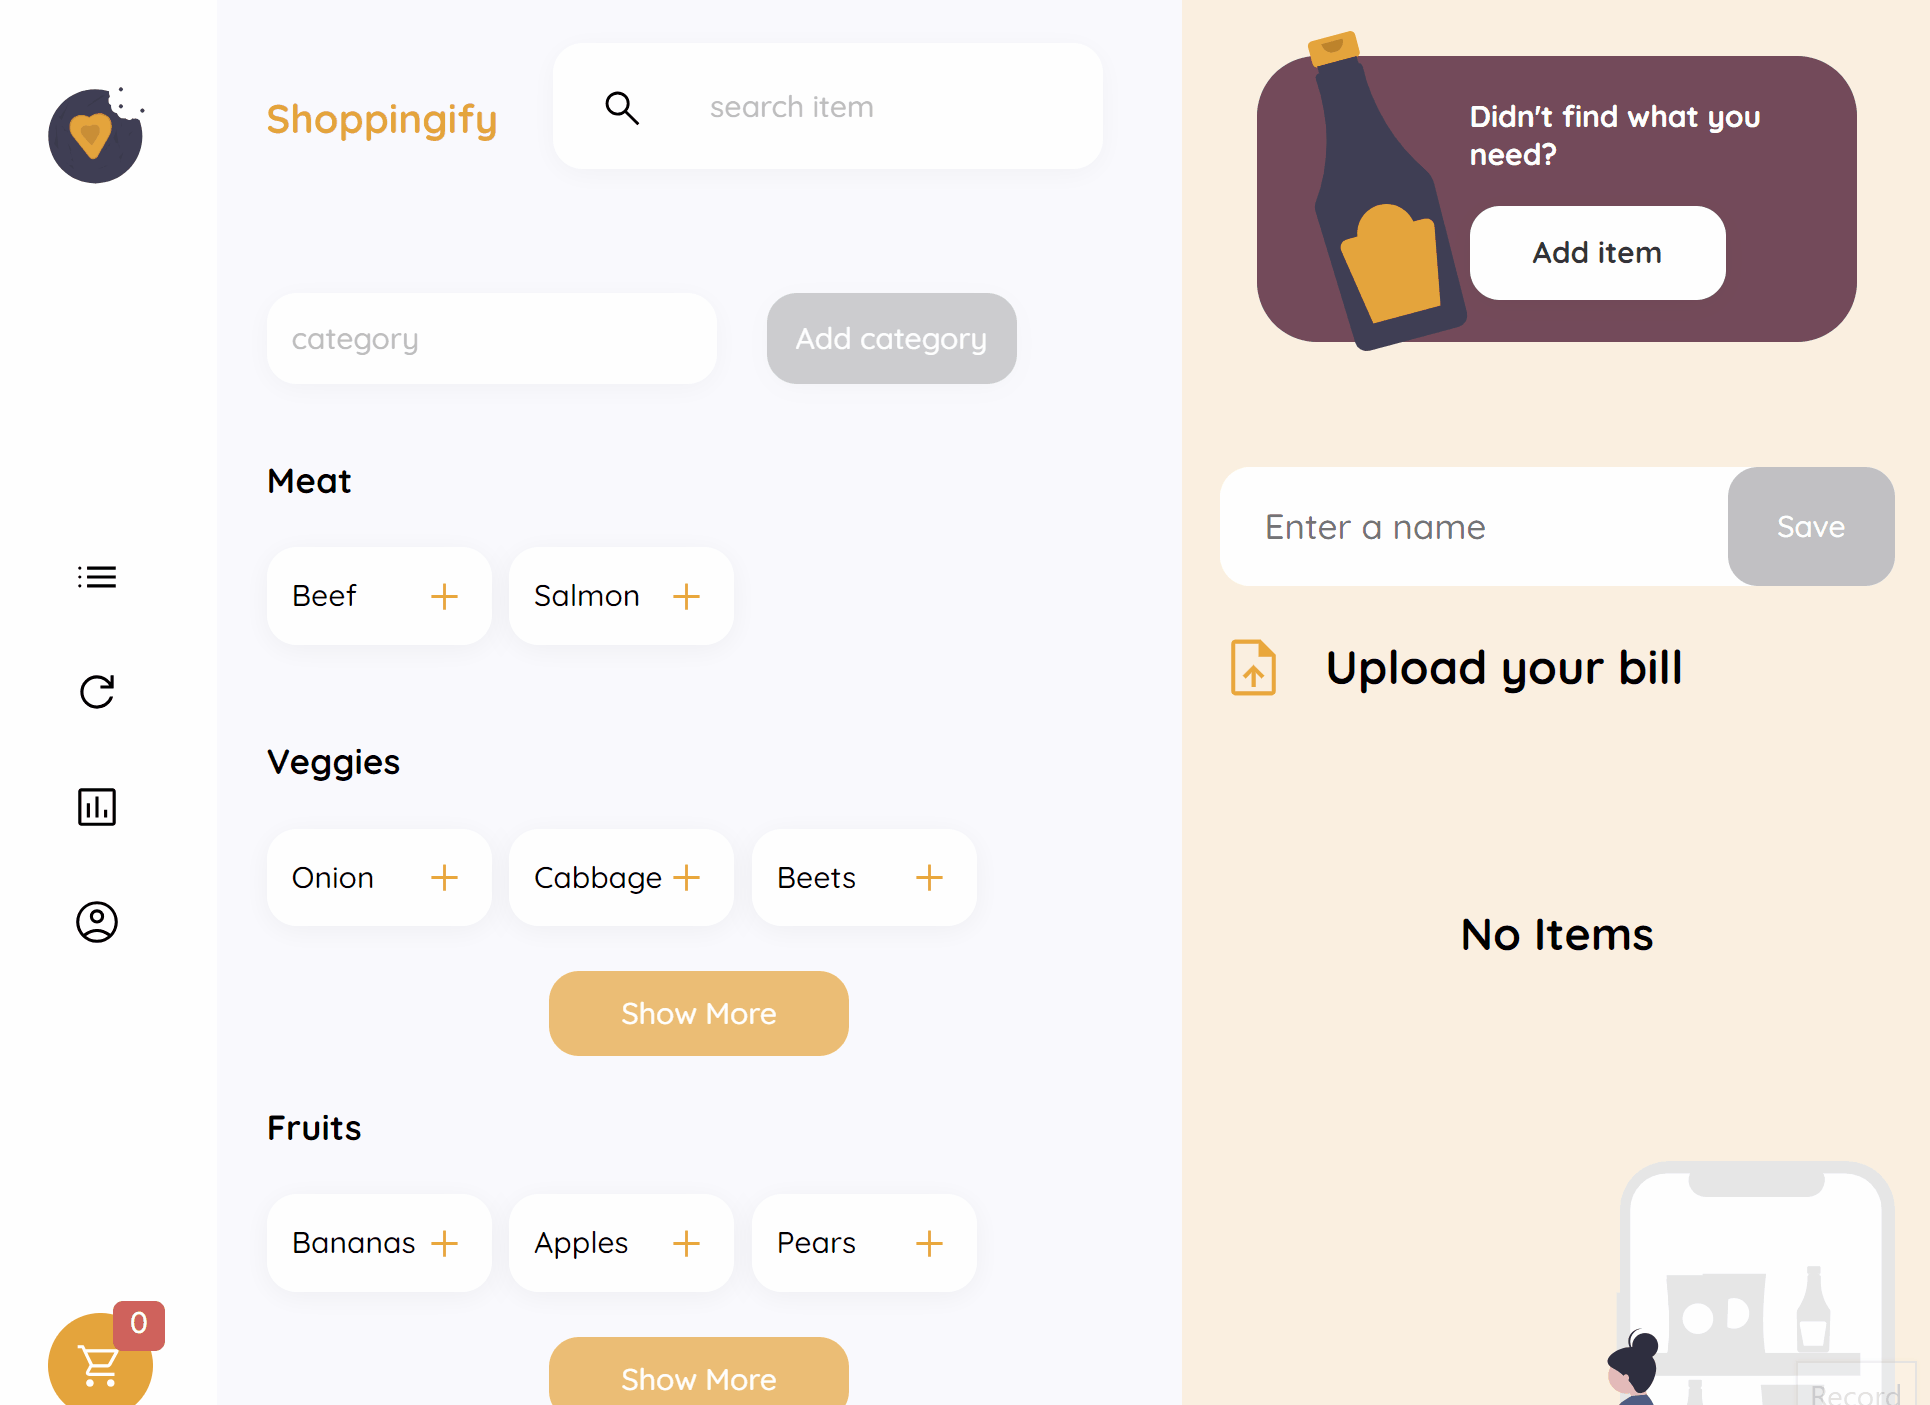 Shoppingify
search item
category
Add category
Meat
Beef
Salmon
Veggies
Onion
Cabbage
Beets
Show More
Fruits
Bananas
Apples
Pears
Show More
0
Didn't find what you
need?
Add item
Enter a name
Save
Upload your bill
No Items
Record